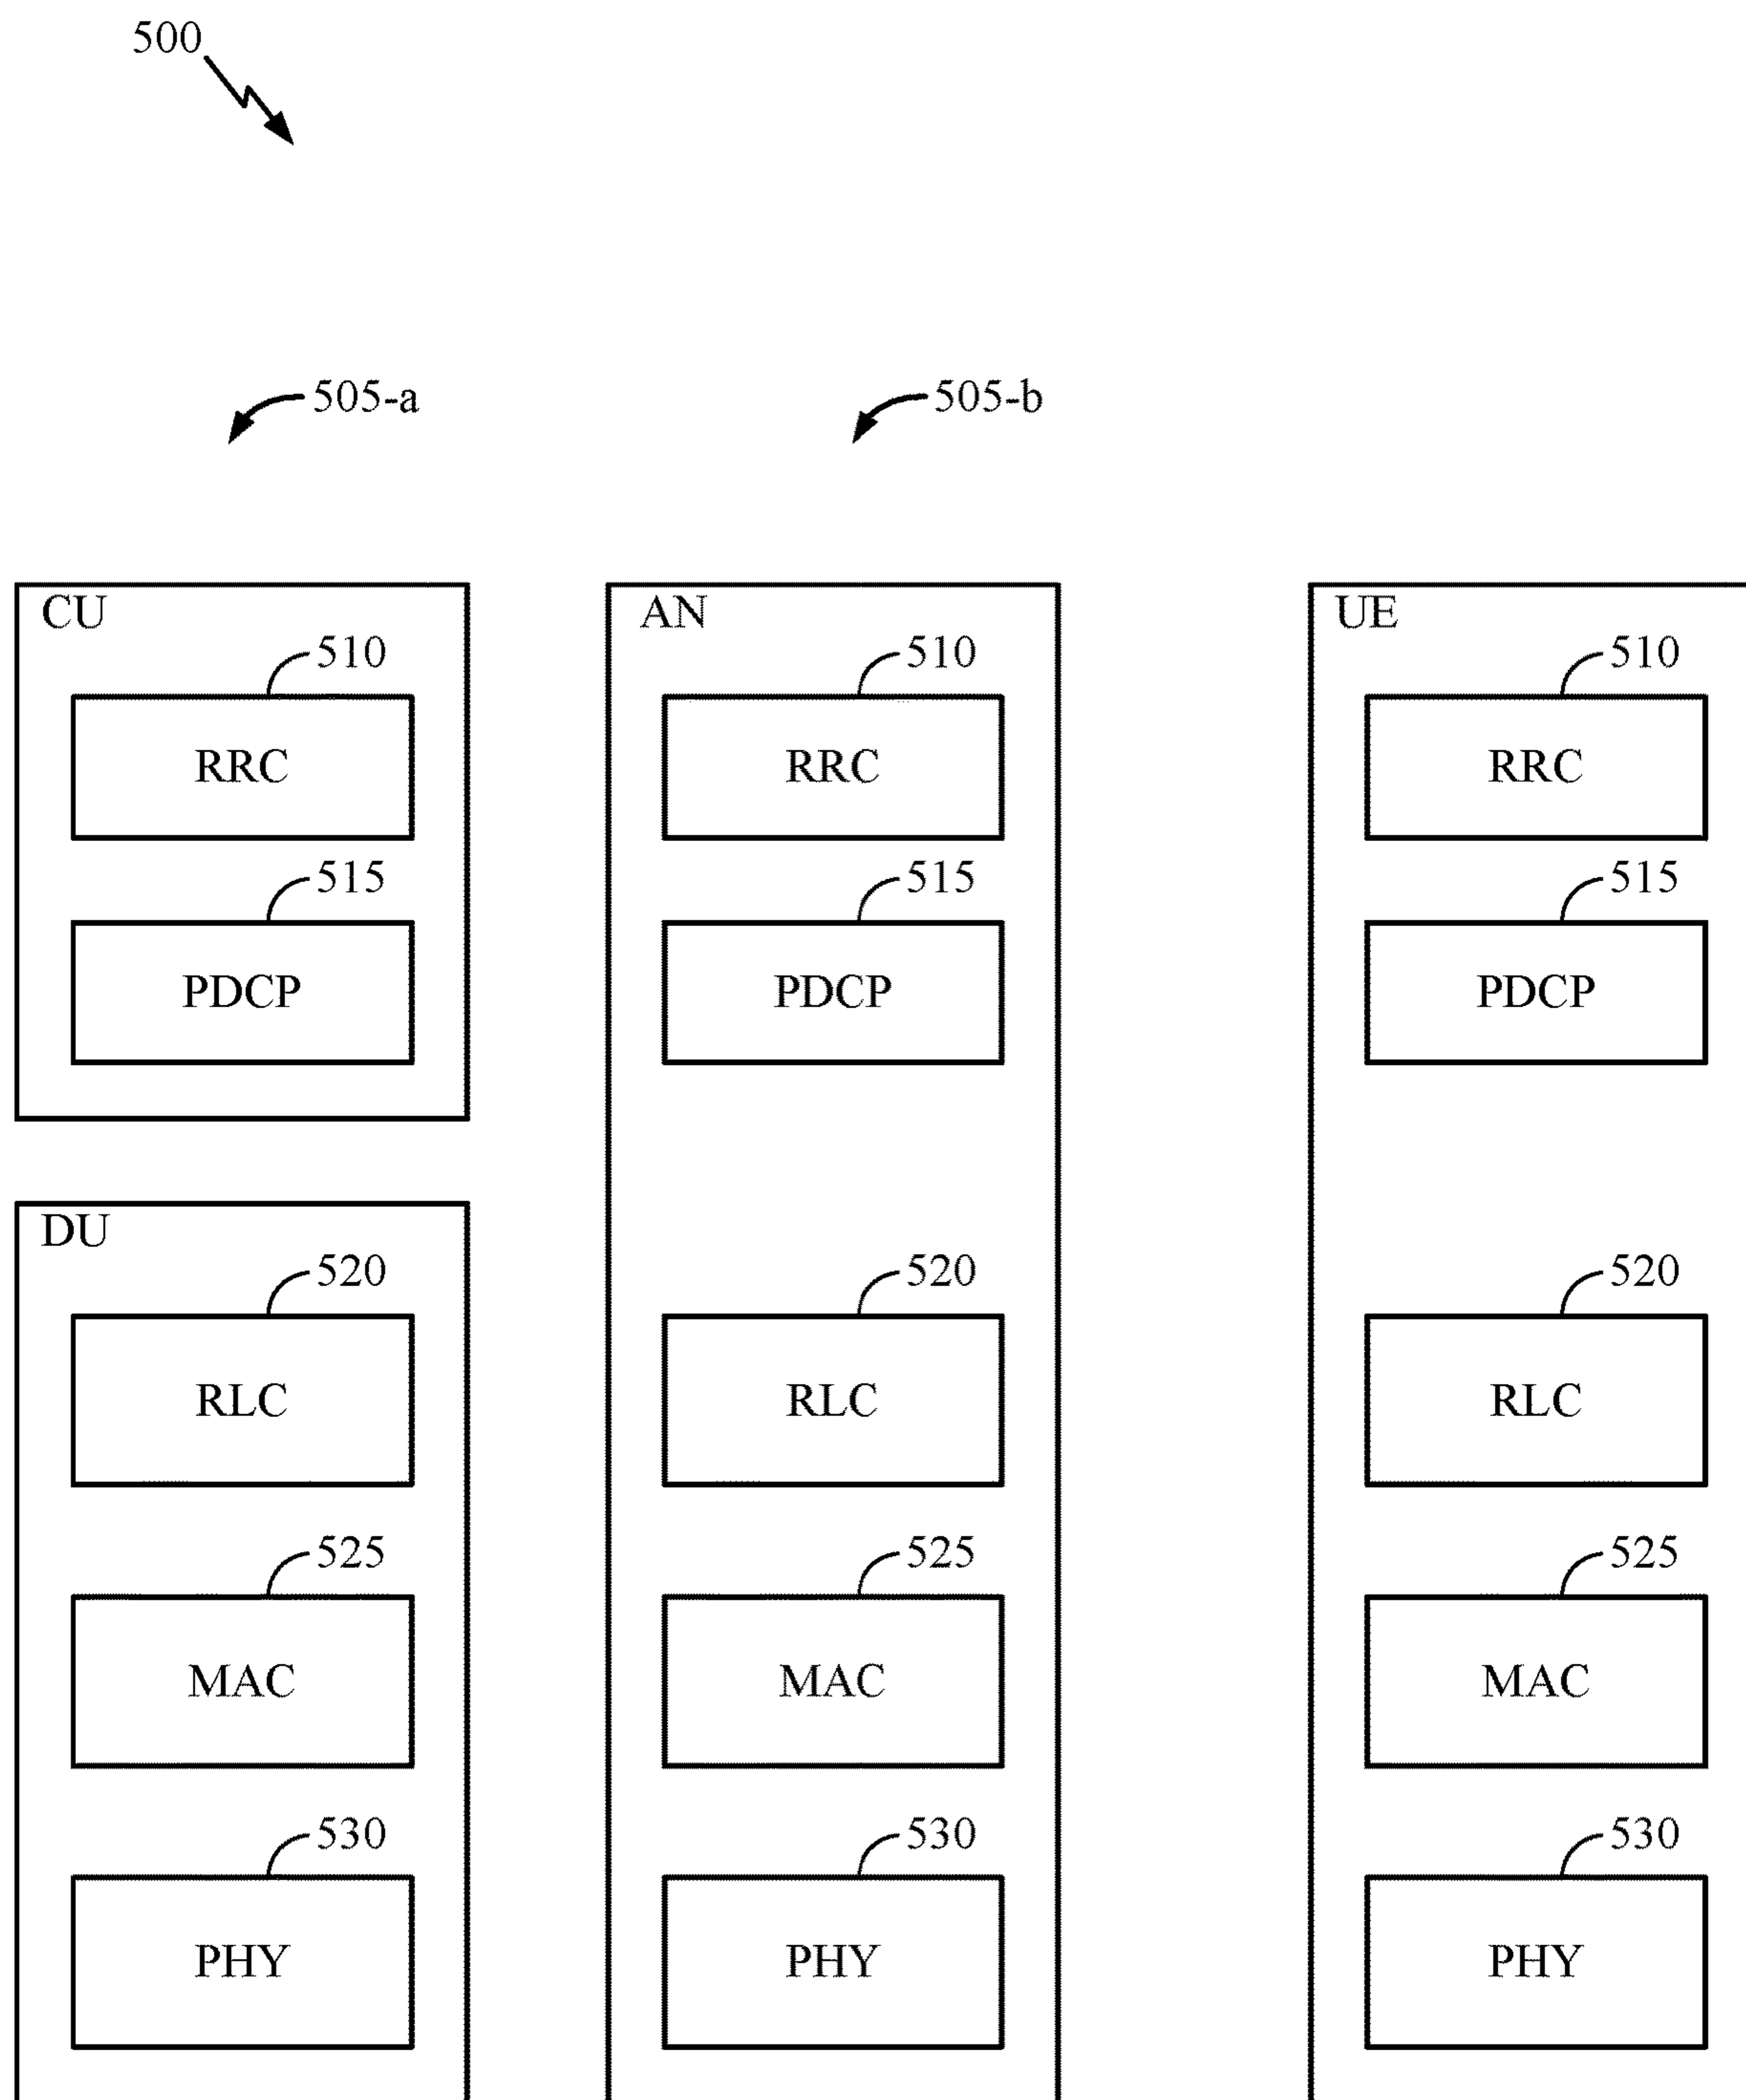 500
505-a 505-b
CU AN UE
510 510 510
RRC RRC RRC
515 515 515
PDCP PDCP PDCP
DU
520 520 520
RLC RLC RLC
525 525 525
MAC MAC MAC
530 530 530
PHY PHY PHY